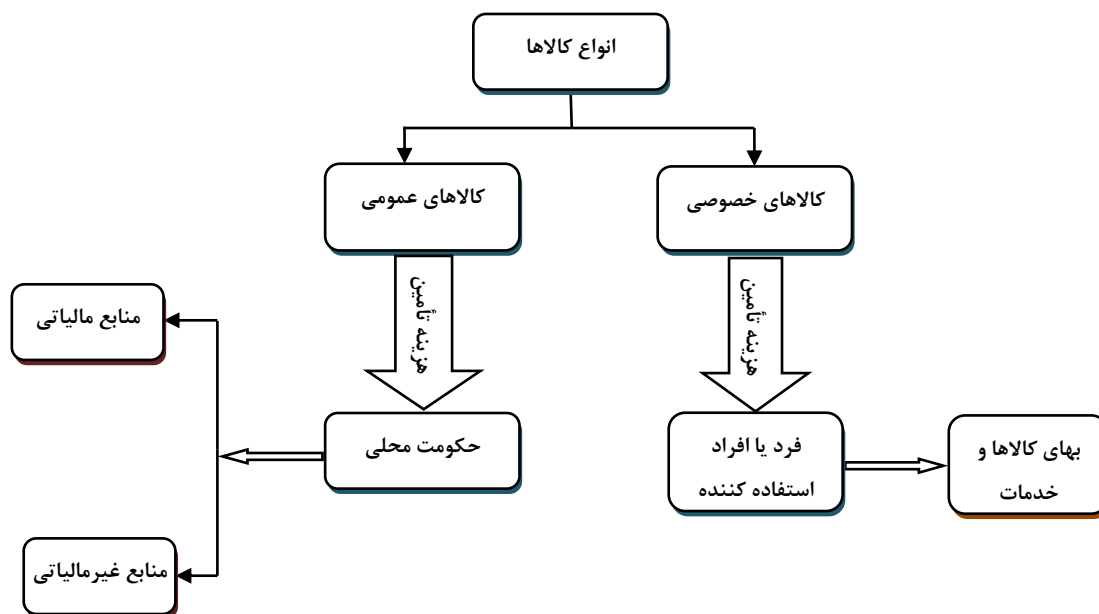 انواع کالاها
کالاهای خصوصی
کالاهای عمومی
هزینه تأمین
هزینه تأمین
منابع مالیاتی
فرد یا افراد
استفاده کننده
حکومت محلی
بهای کالاها و
خدمات
منابع غیرمالیاتی